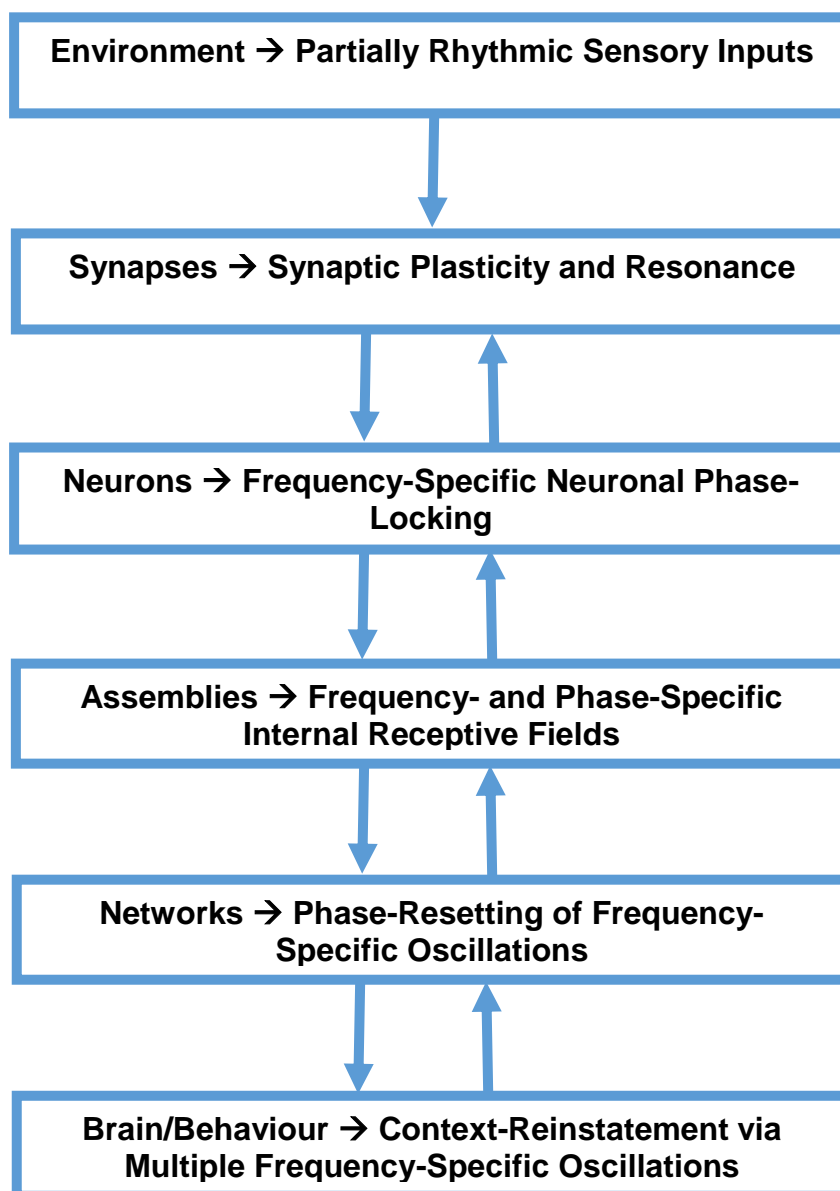 Environment → Partially Rhythmic Sensory Inputs
Synapses → Synaptic Plasticity and Resonance
Neurons → Frequency-Specific Neuronal Phase-
Locking
Assemblies → Frequency- and Phase-Specific
Internal Receptive Fields
Networks → Phase-Resetting of Frequency-
Specific Oscillations
Brain/Behaviour → Context-Reinstatement via
Multiple Frequency-Specific Oscillations